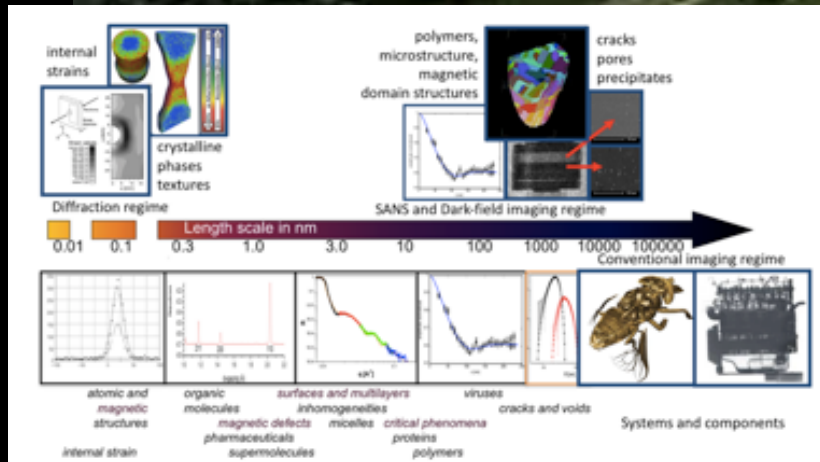 internal
strains
polymers,
microstructure,
magnetic
domain structures
cracks
pores
precipitates
crystalline
phases
textures
Diffraction regime
SANS and Dark-field imaging regime
Length scale in nm
0.01 0.1 0.3 1.0 3.0 10 100 1000 10000 100000
Conventional imaging regime
atomic and
magnetic
structures
internal strain
organic
molecules
magnetic defects
pharmaceuticals
supermolecules
surfaces and multilayers
inhomogeneities
micelles
critical phenomena
proteins
polymers
viruses
cracks and voids
Systems and components